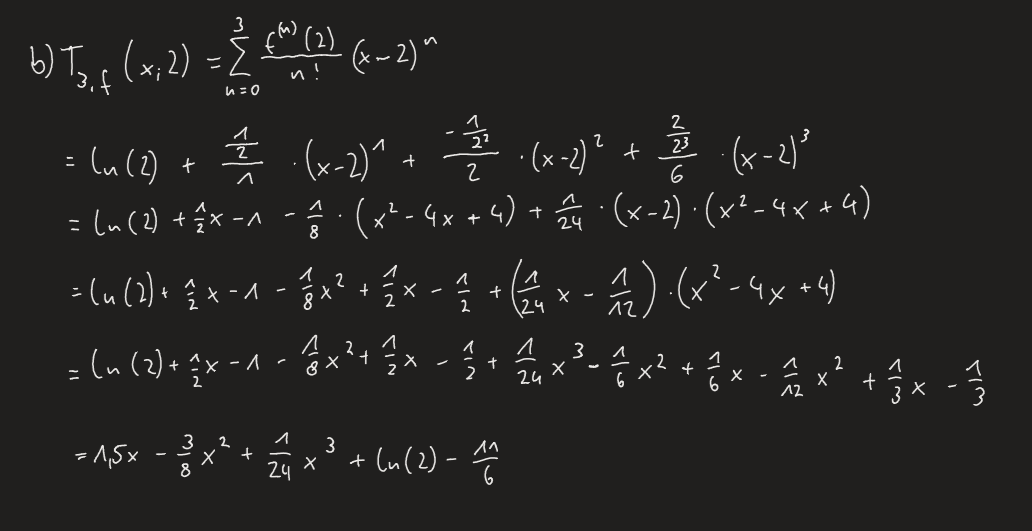 b) T_{3,f} (x; 2) = \sum_{n=0}^{3} \frac{f^{(n)}(2)}{n!} (x-2)^n
= ln(2) + \frac{\frac{1}{2}}{1} \cdot (x-2)^1 + \frac{-\frac{1}{2^2}}{2} \cdot (x-2)^2 + \frac{\frac{2}{2^3}}{6} \cdot (x-2)^3
= ln(2) + \frac{1}{2}x - 1 - \frac{1}{8} \cdot (x^2 - 4x + 4) + \frac{1}{24} \cdot (x-2) \cdot (x^2 - 4x + 4)
= ln(2) + \frac{1}{2}x - 1 - \frac{1}{8}x^2 + \frac{1}{2}x - \frac{1}{2} + (\frac{1}{24}x - \frac{1}{12}) \cdot (x^2 - 4x + 4)
= ln(2) + \frac{1}{2}x - 1 - \frac{1}{8}x^2 + \frac{1}{2}x - \frac{1}{2} + \frac{1}{24}x^3 - \frac{1}{6}x^2 + \frac{1}{6}x - \frac{1}{12}x^2 + \frac{1}{3}x - \frac{1}{3}
= 1,5x - \frac{3}{8}x^2 + \frac{1}{24}x^3 + ln(2) - \frac{11}{6}